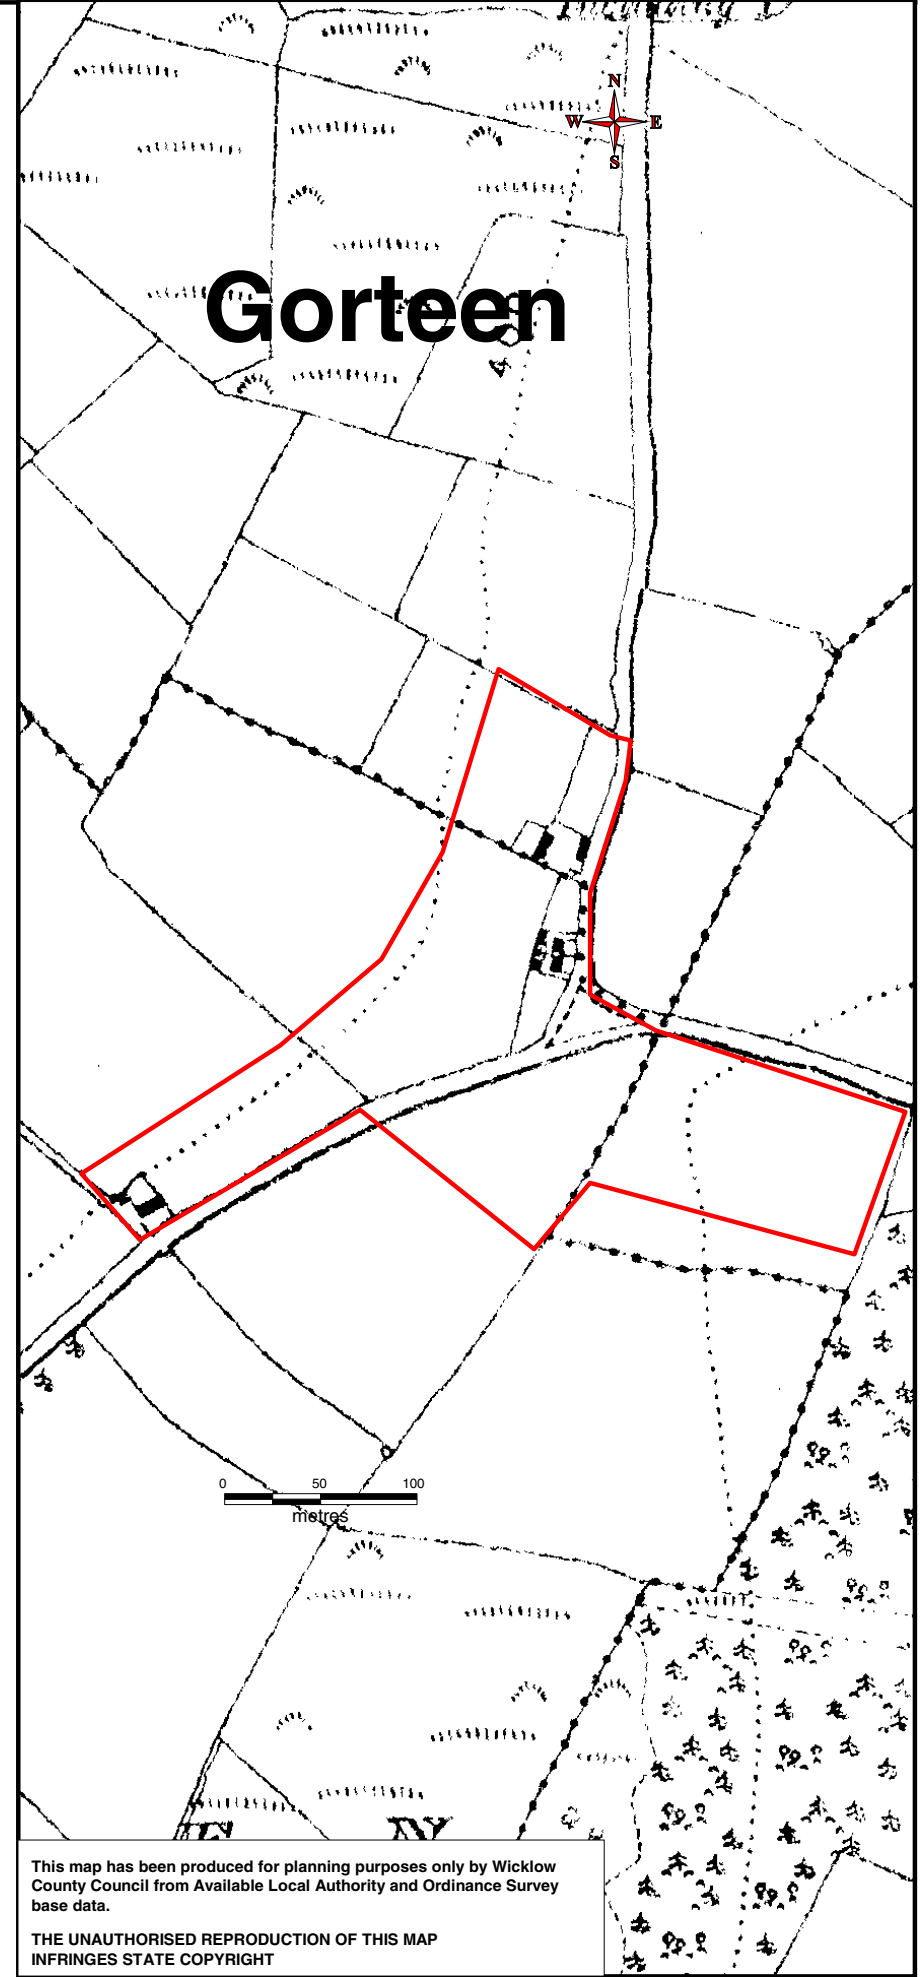 N
W E
S
Gorteen
400
0 50 100
metres
E N
This map has been produced for planning purposes only by Wicklow
County Council from Available Local Authority and Ordinance Survey
base data.
THE UNAUTHORISED REPRODUCTION OF THIS MAP
INFRINGES STATE COPYRIGHT